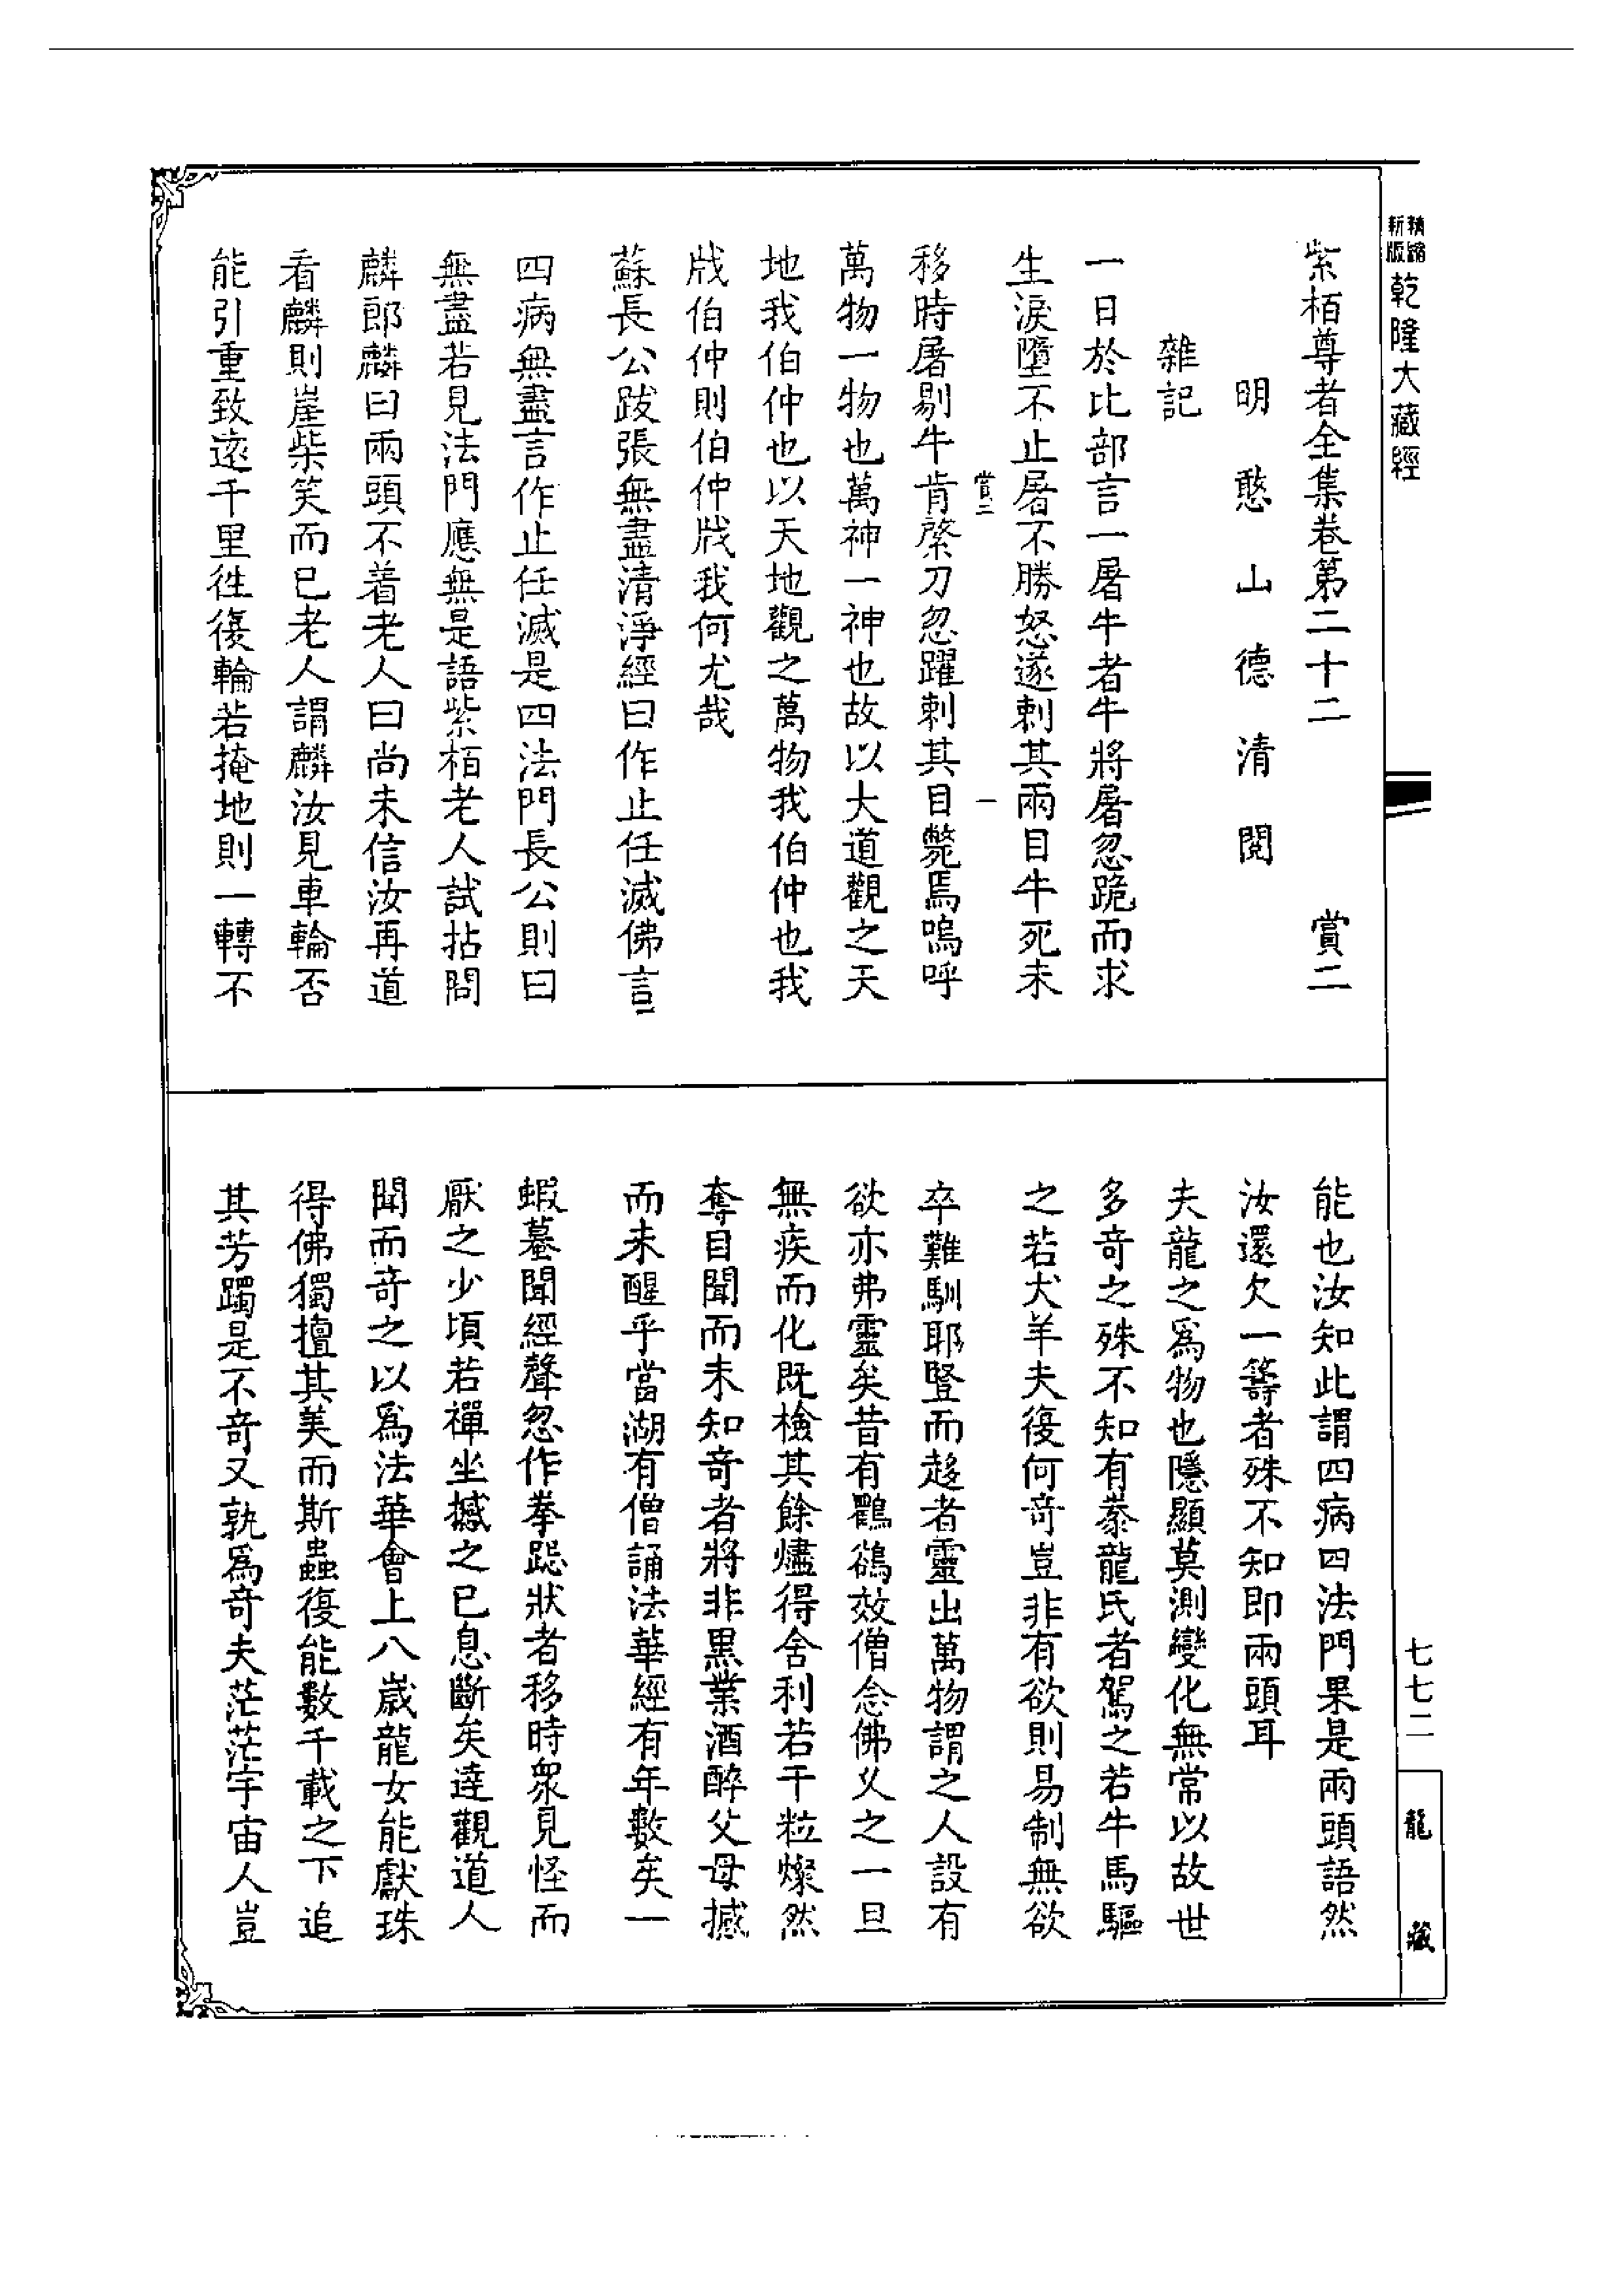 精縮
新版
乾隆大藏經
紫栢尊者全集卷第二十二　　賞二
明憨山德清閱
雜記
一日於比部言一屠牛者牛將屠忽跪而求
生淚墮不止屠不勝怒遂刺其兩目牛死未
賞二　一
移時屠剔牛肯綮刀忽躍刺其目斃焉嗚呼
萬物一物也萬神一神也故以大道觀之天
地我伯仲也以天地觀之萬物我伯仲也我
戕伯仲則伯仲戕我何尤哉
蘇長公跋張無盡清淨經曰作止任滅佛言
四病無盡言作止任滅是四法門長公則曰
無盡若見法門應無是語紫栢老人試拈問
麟郎麟曰兩頭不着老人曰尚未信汝再道
看麟則崖柴笑而已老人謂麟汝見車輪否
能引重致遠千里徃復輪若掩地則一轉不
能也汝知此謂四病四法門果是兩頭語然
汝還欠一籌者殊不知即兩頭耳
夫龍之爲物也隱顯莫測變化無常以故世
多奇之殊不知有豢龍氏者駕之若牛馬驅
之若犬羊夫復何奇豈非有欲則易制無欲
卒難馴耶豎而趍者靈出萬物謂之人設有
欲亦弗靈矣昔有鸜鵒效僧念佛乆之一旦
無疾而化既檢其餘燼得舍利若干粒燦然
奪目聞而未知奇者將非黑業酒醉父母撼
而未醒乎當湖有僧誦法華經有年數矣一
蝦蟇聞經聲忽作拳跽狀者移時衆見怪而
厭之少頃若禪坐撼之已息斷矣達觀道人
聞而奇之以爲法華會上八歲龍女能獻珠
得佛獨擅其美而斯蟲復能數千載之下追
其芳躅是不奇又孰爲奇夫茫茫宇宙人豈
七七二
龍藏